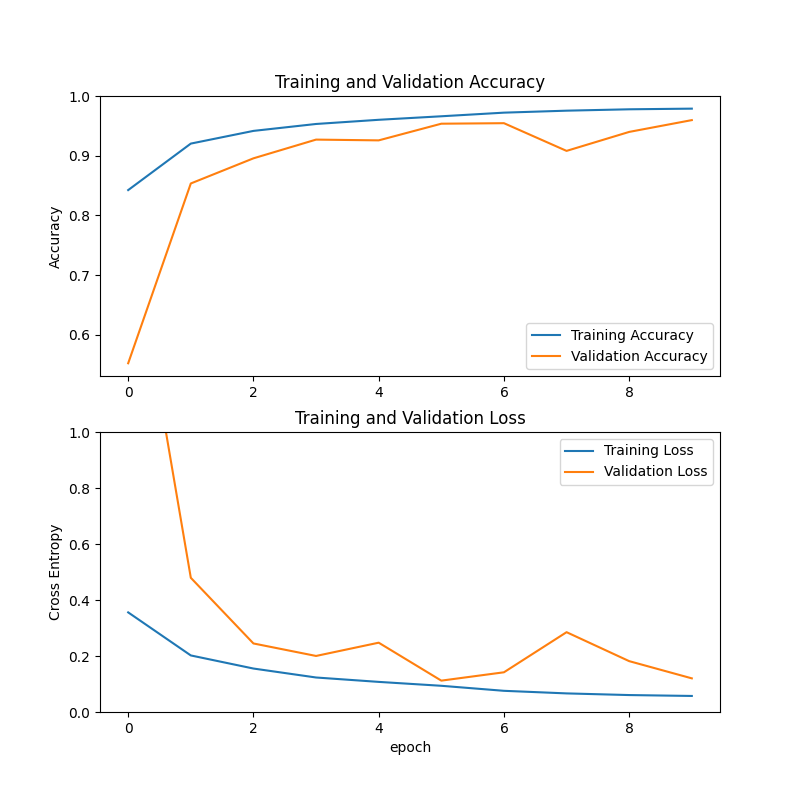 Training and Validation Accuracy
1.0
0.9
0.8
0.7
0.6
Accuracy
Training Accuracy
Validation Accuracy
0 2 4 6 8
Training and Validation Loss
1.0
0.8
0.6
0.4
0.2
0.0
Cross Entropy
Training Loss
Validation Loss
0 2 4 6 8
epoch